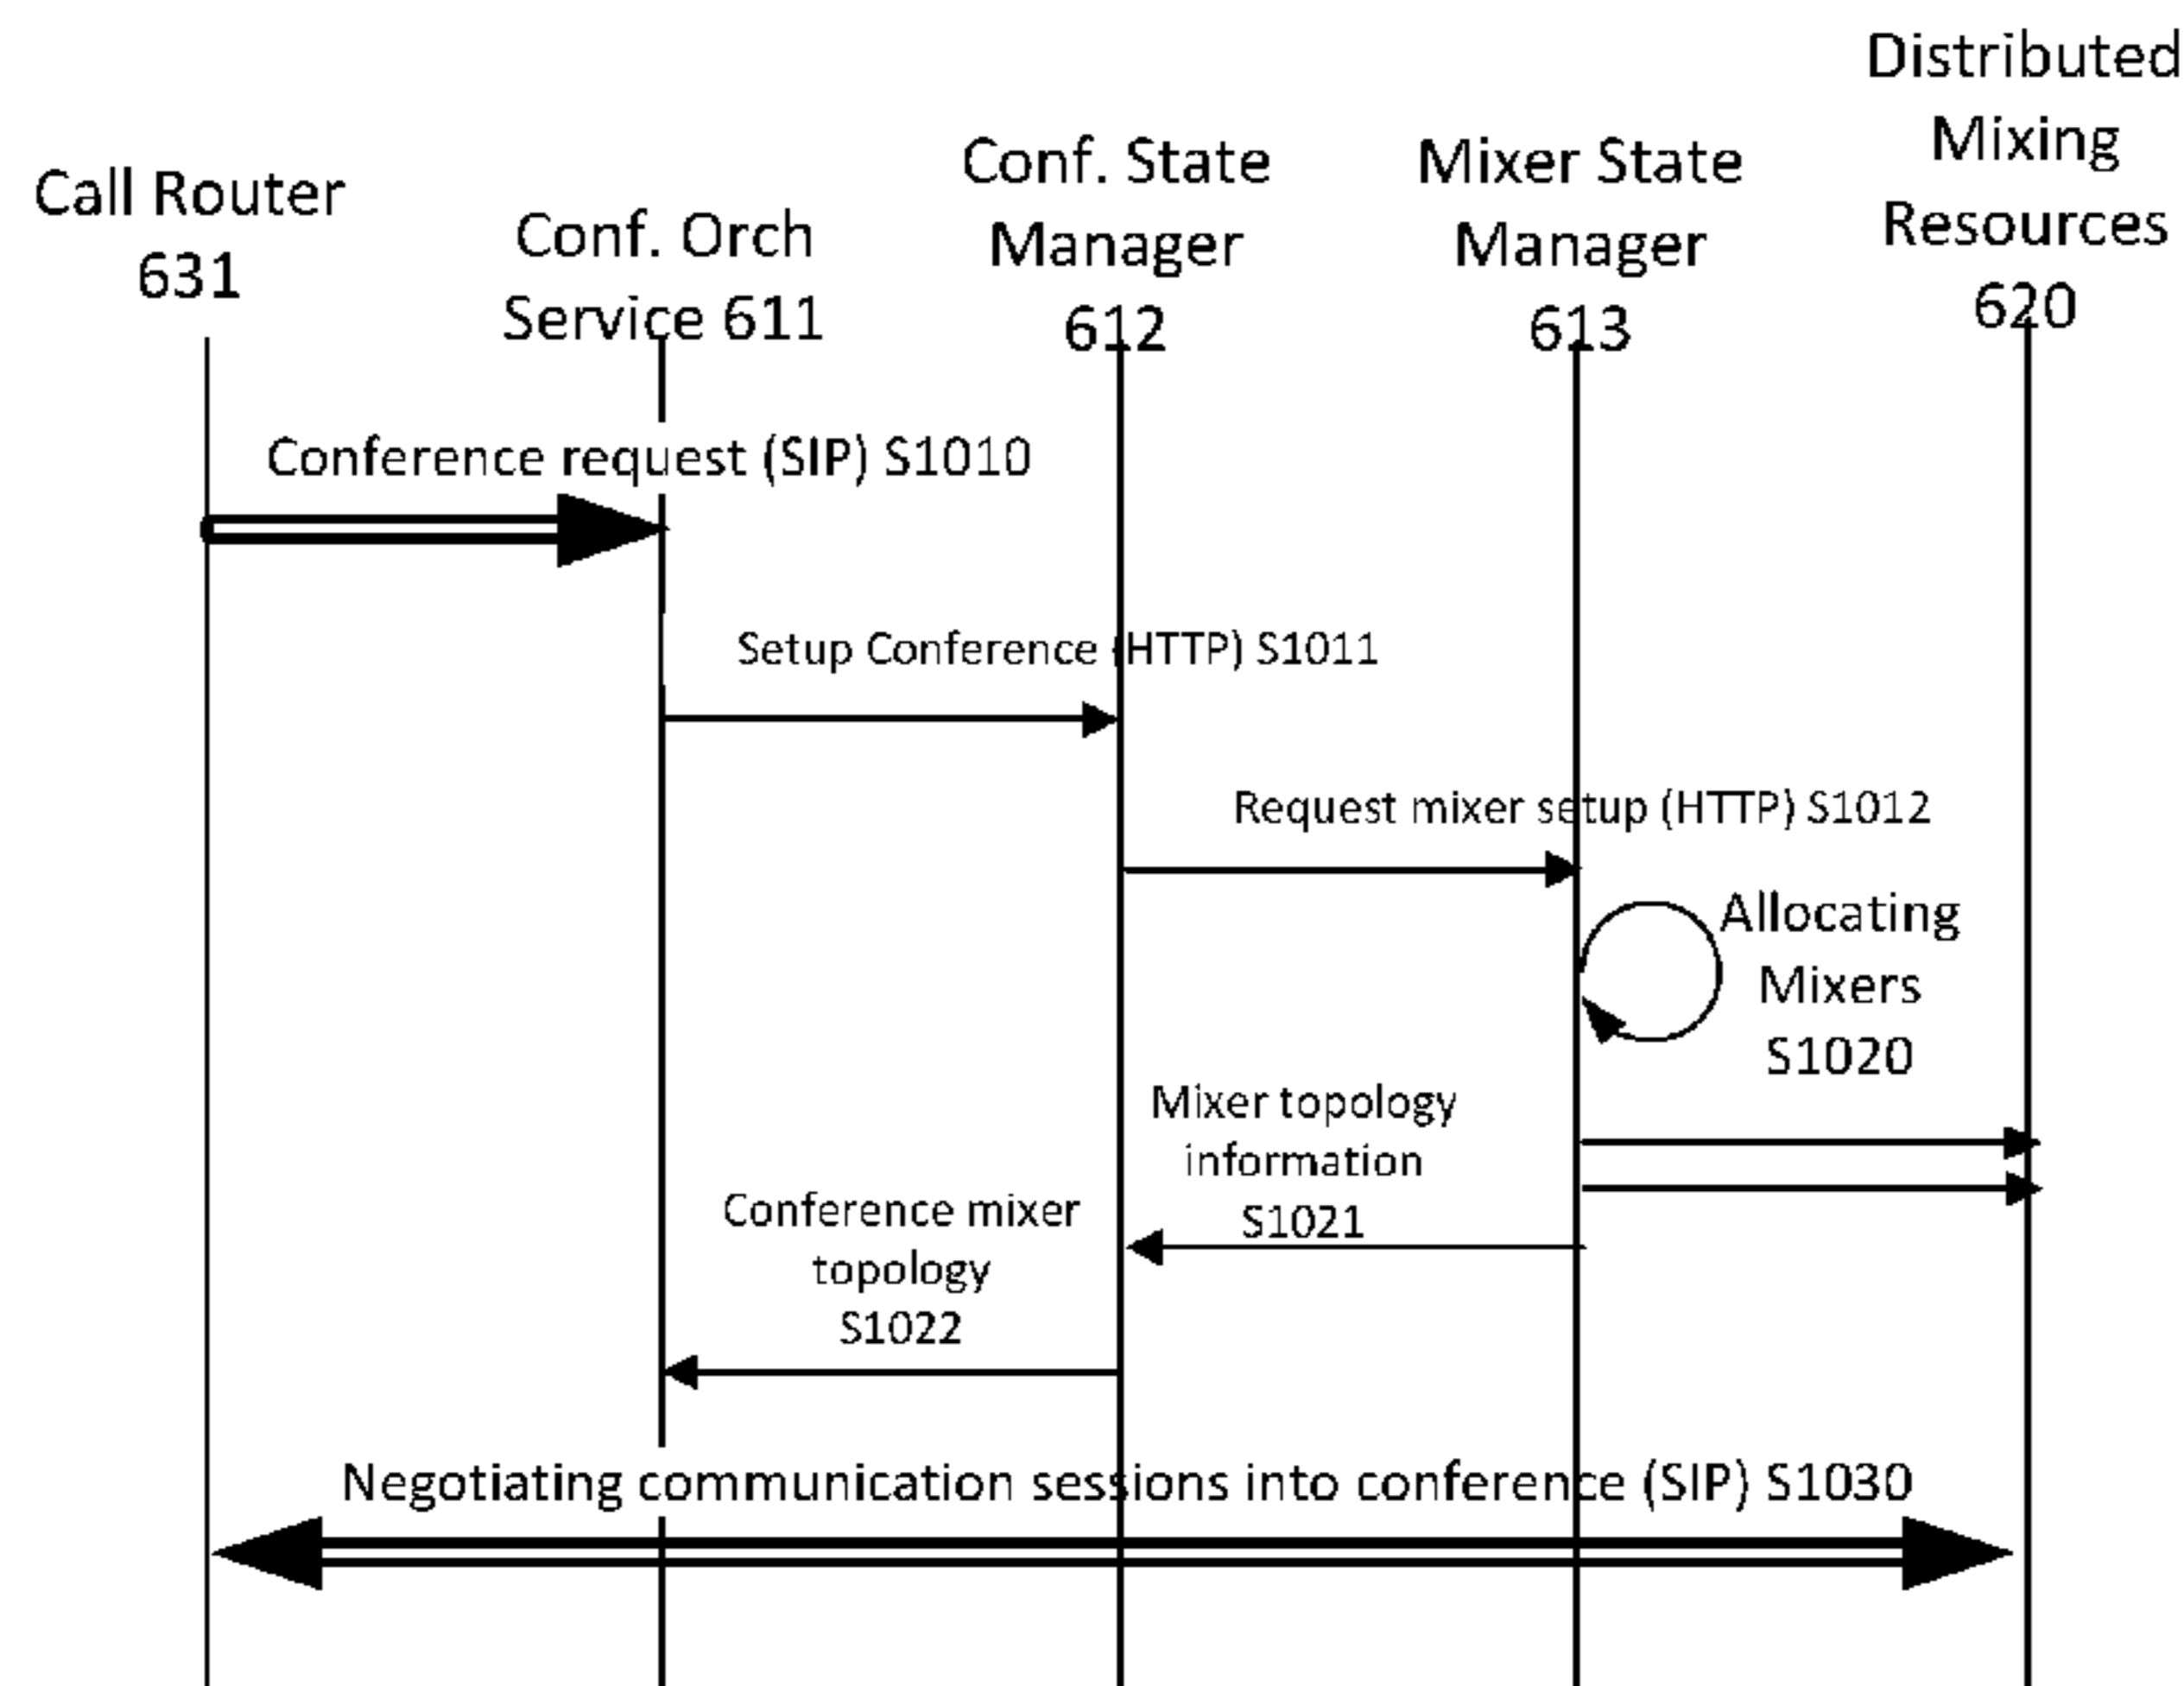 Call Router
631
Conf. Orch
Service 611
Conf. State
Manager
612
Mixer State
Manager
613
Distributed
Mixing
Resources
620
Conference request (SIP) S1010
Setup Conference (HTTP) S1011
Request mixer setup (HTTP) S1012
Allocating
Mixers
S1020
Mixer topology
information
S1021
Conference mixer
topology
S1022
Negotiating communication sessions into conference (SIP) S1030